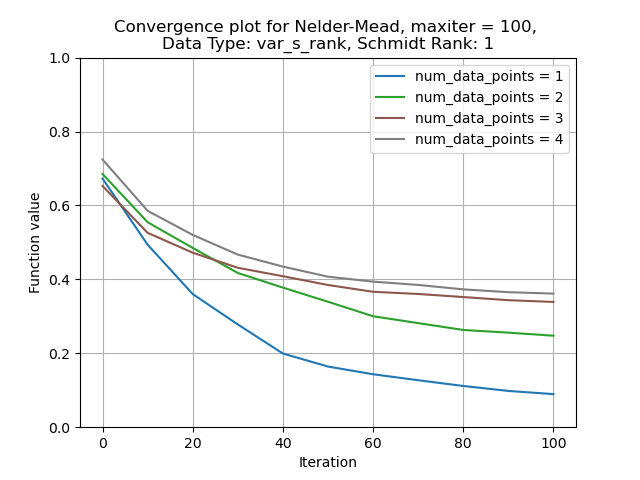 Convergence plot for Nelder-Mead, maxiter = 100,
Data Type: var_s_rank, Schmidt Rank: 1
num_data_points = 1
num_data_points = 2
num_data_points = 3
num_data_points = 4
Function value
1.0
0.8
0.6
0.4
0.2
0.0
0 20 40 60 80 100
Iteration